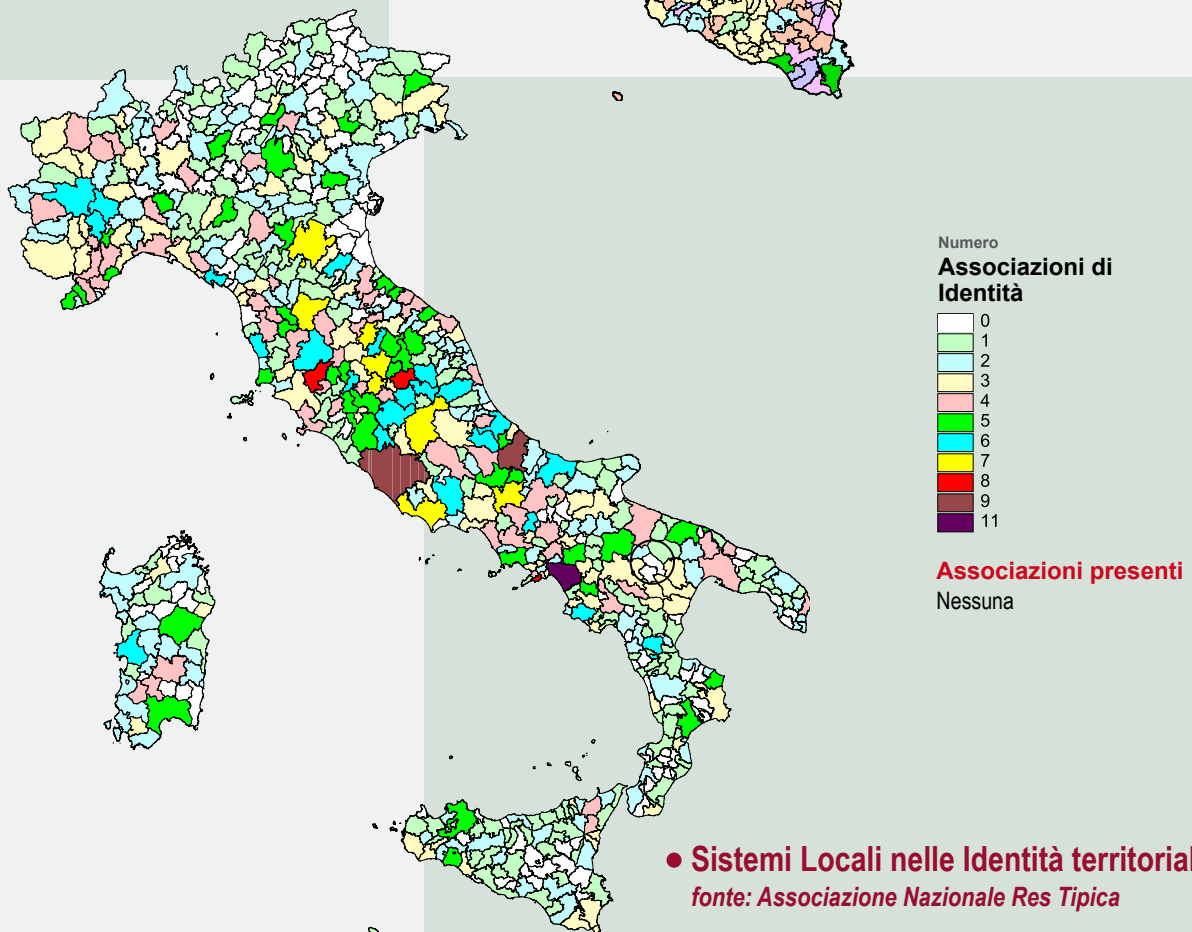 Numero
Associazioni di
Identità
0
1
2
3
4
5
6
7
8
9
11
Associazioni presenti
Nessuna
• Sistemi Locali nelle Identità territorial
fonte: Associazione Nazionale Res Tipica